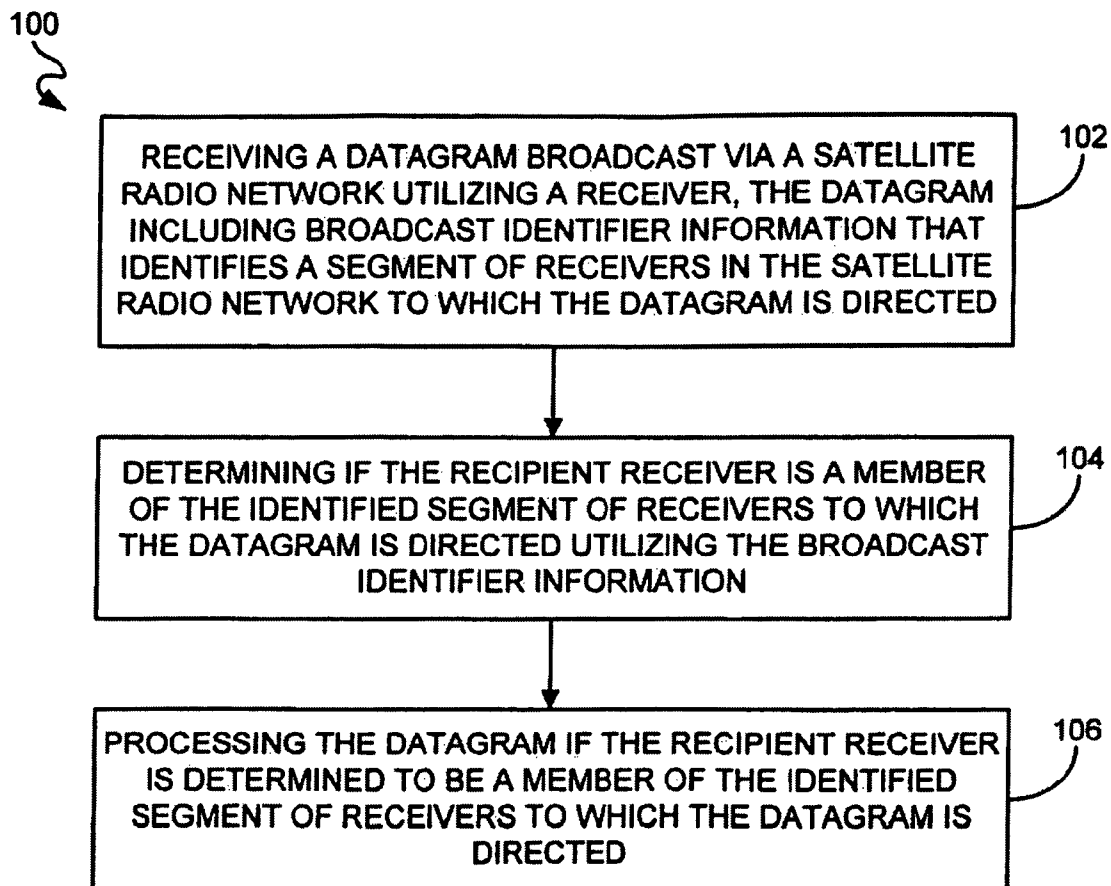 100
RECEIVING A DATAGRAM BROADCAST VIA A SATELLITE
RADIO NETWORK UTILIZING A RECEIVER, THE DATAGRAM
INCLUDING BROADCAST IDENTIFIER INFORMATION THAT
IDENTIFIES A SEGMENT OF RECEIVERS IN THE SATELLITE
RADIO NETWORK TO WHICH THE DATAGRAM IS DIRECTED
102
DETERMINING IF THE RECIPIENT RECEIVER IS A MEMBER
OF THE IDENTIFIED SEGMENT OF RECEIVERS TO WHICH
THE DATAGRAM IS DIRECTED UTILIZING THE BROADCAST
IDENTIFIER INFORMATION
104
PROCESSING THE DATAGRAM IF THE RECIPIENT RECEIVER
IS DETERMINED TO BE A MEMBER OF THE IDENTIFIED
SEGMENT OF RECEIVERS TO WHICH THE DATAGRAM IS
DIRECTED
106